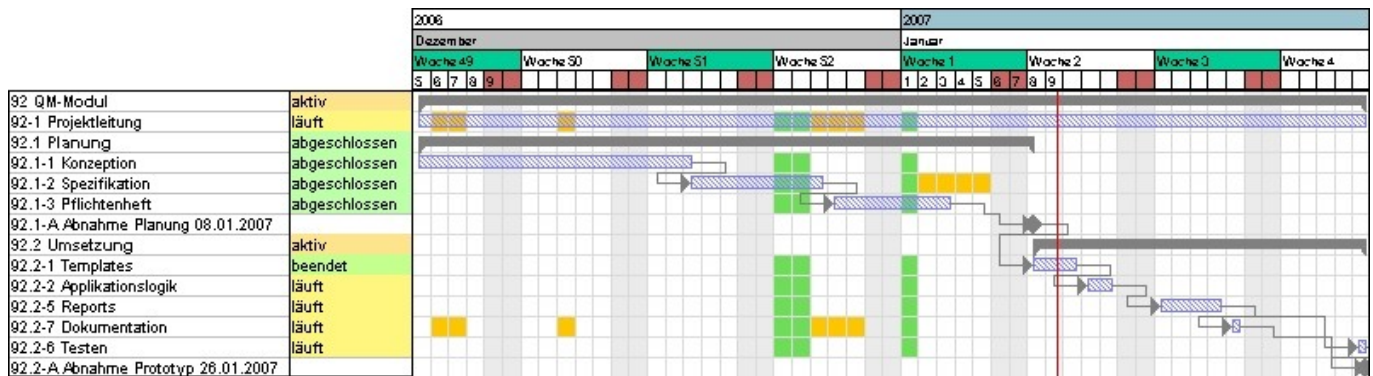 2006 2007
Dezember Januar
Woche 49 Woche 50 Woche 51 Woche 52 Woche 1 Woche 2 Woche 3 Woche 4
5 6 7 8 9 1 2 3 4 5 6 7 8 9
92 QM-Modul aktiv
92-1 Projektleitung läuft
92.1 Planung abgeschlossen
92.1-1 Konzeption abgeschlossen
92.1-2 Spezifikation abgeschlossen
92.1-3 Pflichtenheft abgeschlossen
92.1-A Abnahme Planung 08.01.2007
92.2 Umsetzung aktiv
92.2-1 Templates beendet
92.2-2 Applikationslogik läuft
92.2-5 Reports läuft
92.2-7 Dokumentation läuft
92.2-6 Testen läuft
92.2-A Abnahme Prototyp 26.01.2007